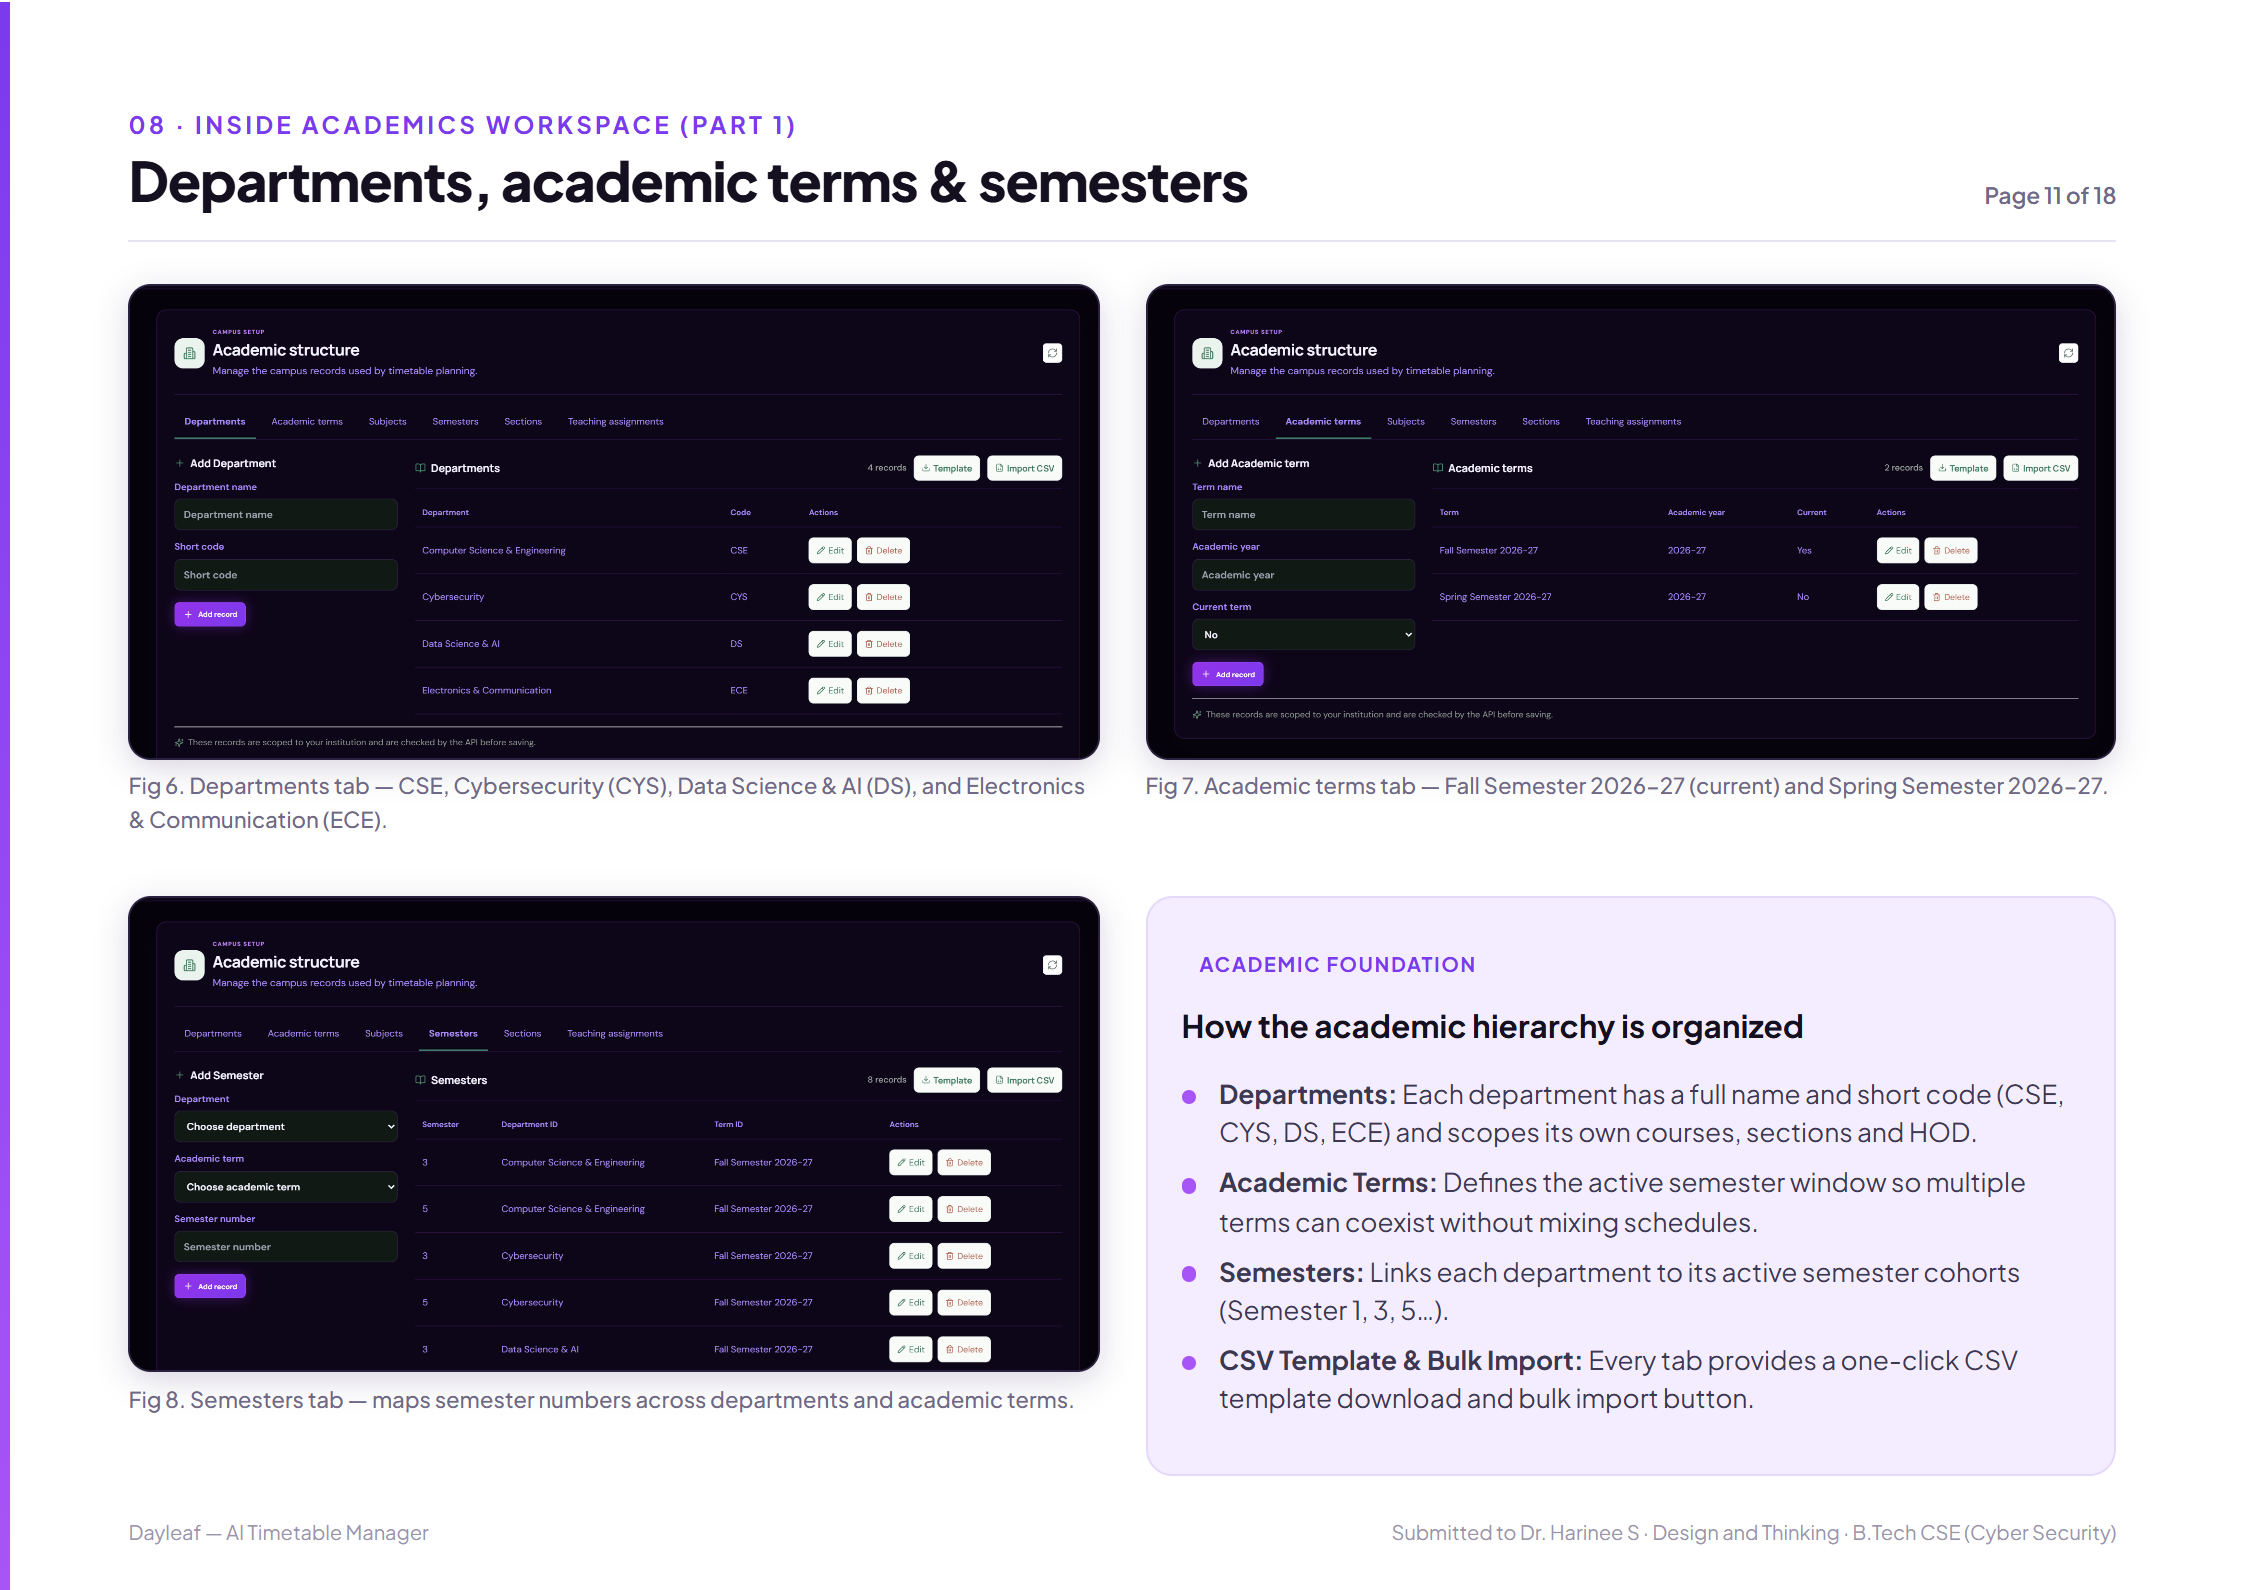 08 · INSIDE ACADEMICS WORKSPACE (PART 1)
Departments, academic terms & semesters
Page 11 of 18
CAMPUS SETUP
Academic structure
Manage the campus records used by timetable planning.
Departments Academic terms Subjects Semesters Sections Teaching assignments
+ Add Department
Department name
Department name
Short code
Short code
+ Add record
Departments
4 records Template Import CSV
Department Code Actions
Computer Science & Engineering CSE Edit Delete
Cybersecurity CYS Edit Delete
Data Science & AI DS Edit Delete
Electronics & Communication ECE Edit Delete
These records are scoped to your institution and are checked by the API before saving.
Fig 6. Departments tab — CSE, Cybersecurity (CYS), Data Science & AI (DS), and Electronics
& Communication (ECE).
CAMPUS SETUP
Academic structure
Manage the campus records used by timetable planning.
Departments Academic terms Subjects Semesters Sections Teaching assignments
+ Add Academic term
Term name
Term name
Academic year
Academic year
Current term
No
+ Add record
Academic terms
2 records Template Import CSV
Term Academic year Current Actions
Fall Semester 2026-27 2026-27 Yes Edit Delete
Spring Semester 2026-27 2026-27 No Edit Delete
These records are scoped to your institution and are checked by the API before saving.
Fig 7. Academic terms tab — Fall Semester 2026–27 (current) and Spring Semester 2026–27.
CAMPUS SETUP
Academic structure
Manage the campus records used by timetable planning.
Departments Academic terms Subjects Semesters Sections Teaching assignments
+ Add Semester
Department
Choose department
Academic term
Choose academic term
Semester number
Semester number
+ Add record
Semesters
8 records Template Import CSV
Semester Department ID Term ID Actions
3 Computer Science & Engineering Fall Semester 2026-27 Edit Delete
5 Computer Science & Engineering Fall Semester 2026-27 Edit Delete
3 Cybersecurity Fall Semester 2026-27 Edit Delete
5 Cybersecurity Fall Semester 2026-27 Edit Delete
3 Data Science & AI Fall Semester 2026-27 Edit Delete
Fig 8. Semesters tab — maps semester numbers across departments and academic terms.
ACADEMIC FOUNDATION
How the academic hierarchy is organized
Departments: Each department has a full name and short code (CSE,
CYS, DS, ECE) and scopes its own courses, sections and HOD.
Academic Terms: Defines the active semester window so multiple
terms can coexist without mixing schedules.
Semesters: Links each department to its active semester cohorts
(Semester 1, 3, 5…).
CSV Template & Bulk Import: Every tab provides a one-click CSV
template download and bulk import button.
Dayleaf — AI Timetable Manager
Submitted to Dr. Harinee S · Design and Thinking · B.Tech CSE (Cyber Security)